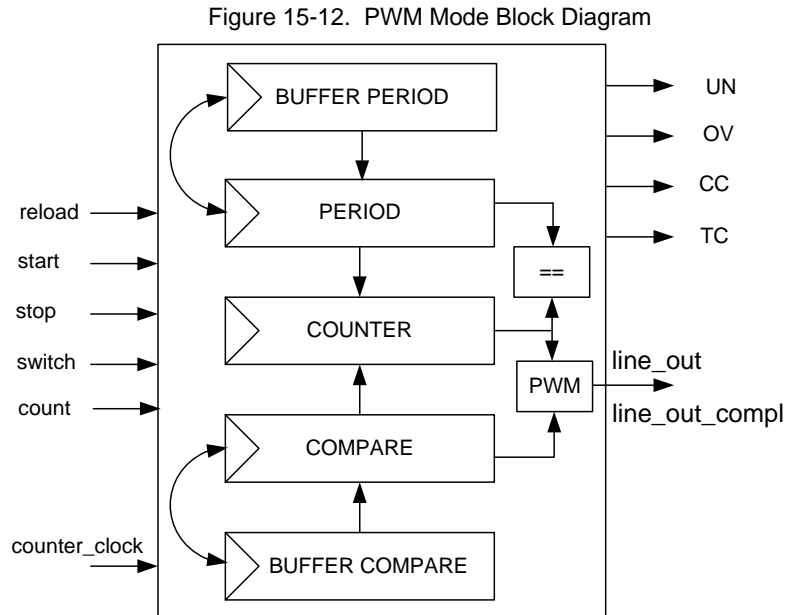 Figure 15-12. PWM Mode Block Diagram
BUFFER PERIOD
PERIOD
==
COUNTER
PWM
COMPARE
BUFFER COMPARE
reload
start
stop
switch
count
counter_clock
UN
OV
CC
TC
line_out
line_out_compl